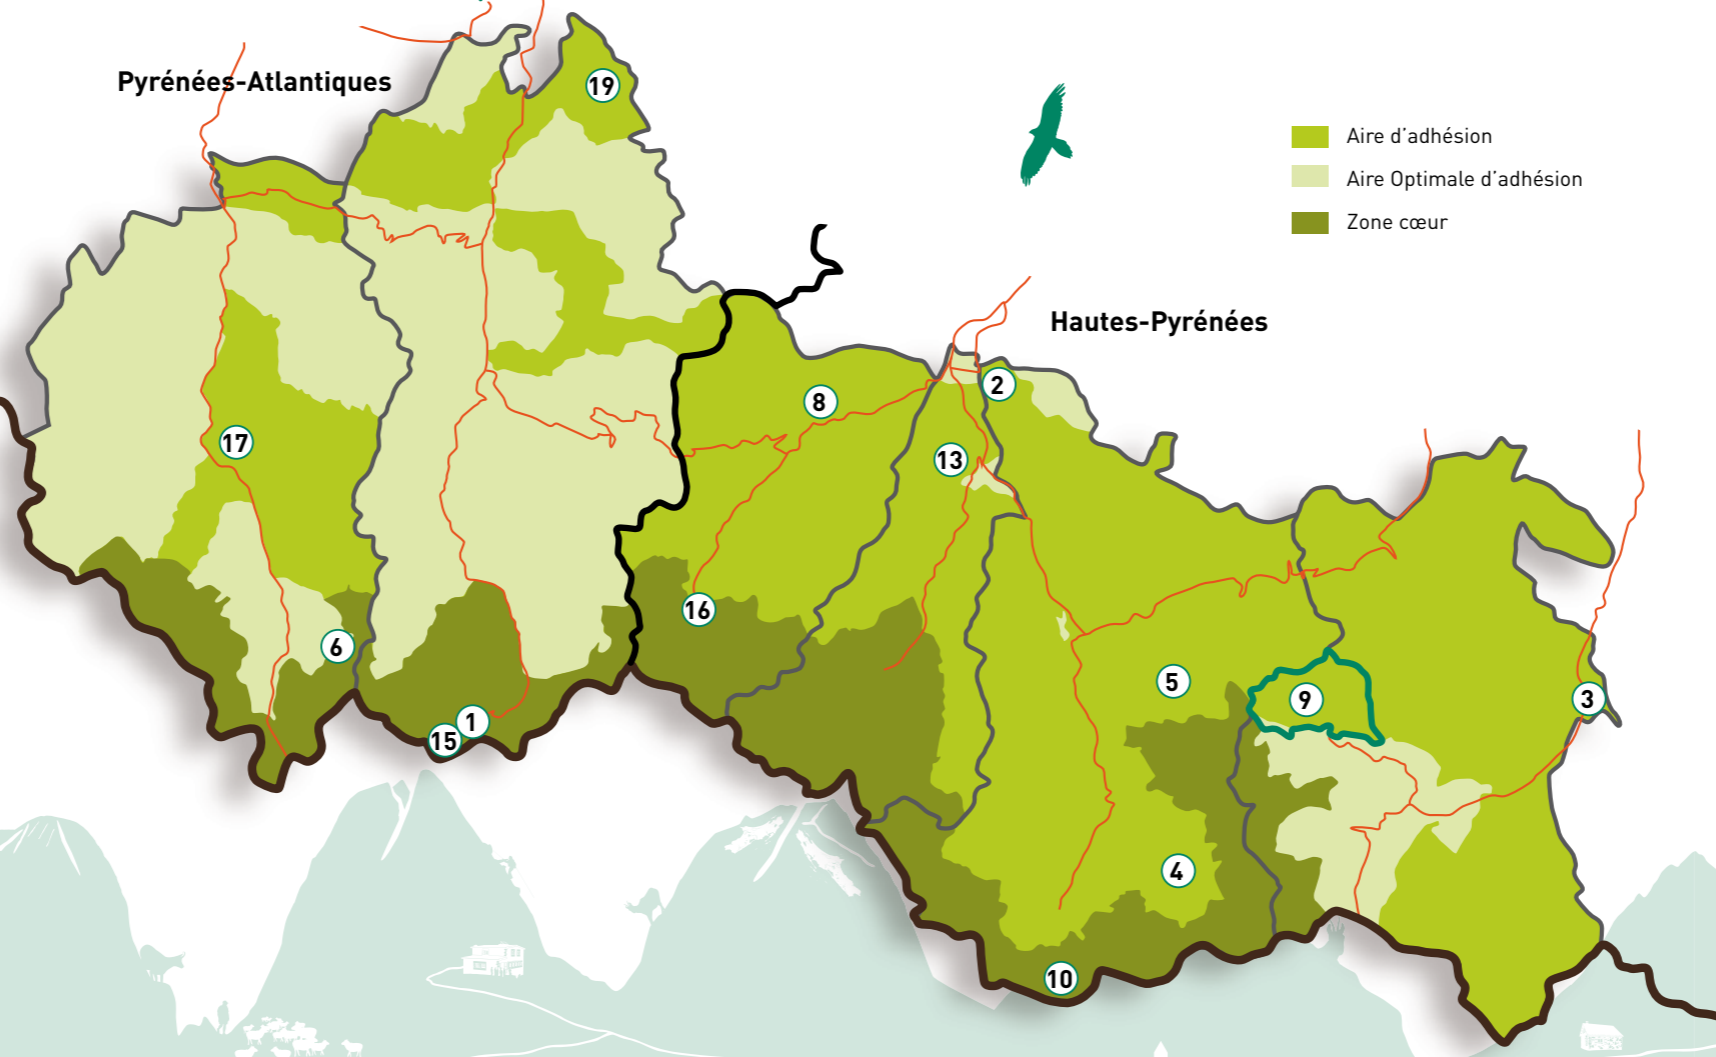 Pyrénées-Atlantiques
19
Aire d'adhésion
Aire Optimale d'adhésion
Zone cœur
Hautes-Pyrénées
2
8
17
13
16
6
5
9
3
1
15
4
10